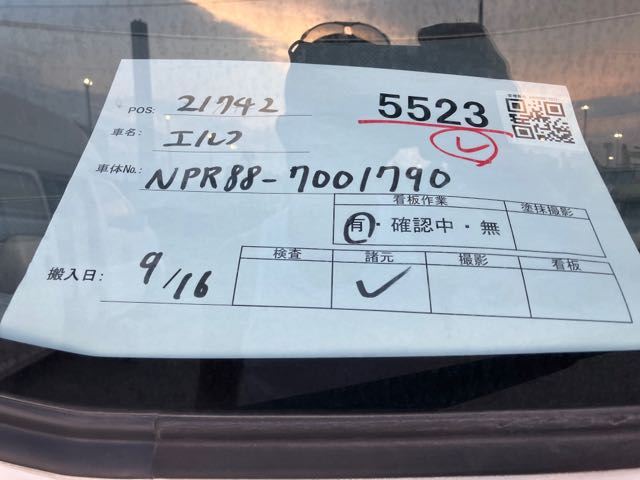 5523
POS: 21742
車名: エルフ
車体No.: NPR88-7001790
看板作業 塗抹撮影
有・確認中・無
搬入日: 9/16
検査 諸元 撮影 看板